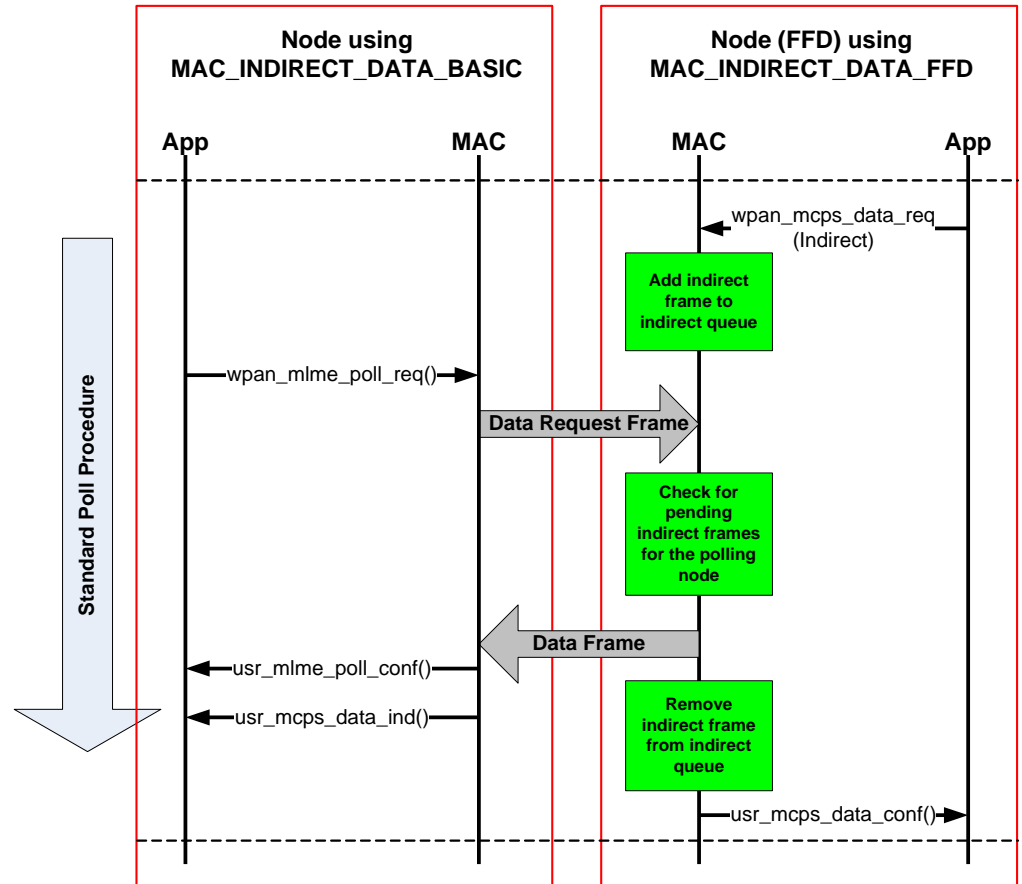 Node using
MAC_INDIRECT_DATA_BASIC
Node (FFD) using
MAC_INDIRECT_DATA_FFD
App
MAC
MAC
App
wpan_mcps_data_req
(Indirect)
Add indirect
frame to
indirect queue
wpan_mlme_poll_req()
Data Request Frame
Check for
pending
indirect frames
for the polling
node
Standard Poll Procedure
Data Frame
usr_mlme_poll_conf()
usr_mcps_data_ind()
Remove
indirect frame
from indirect
queue
usr_mcps_data_conf()